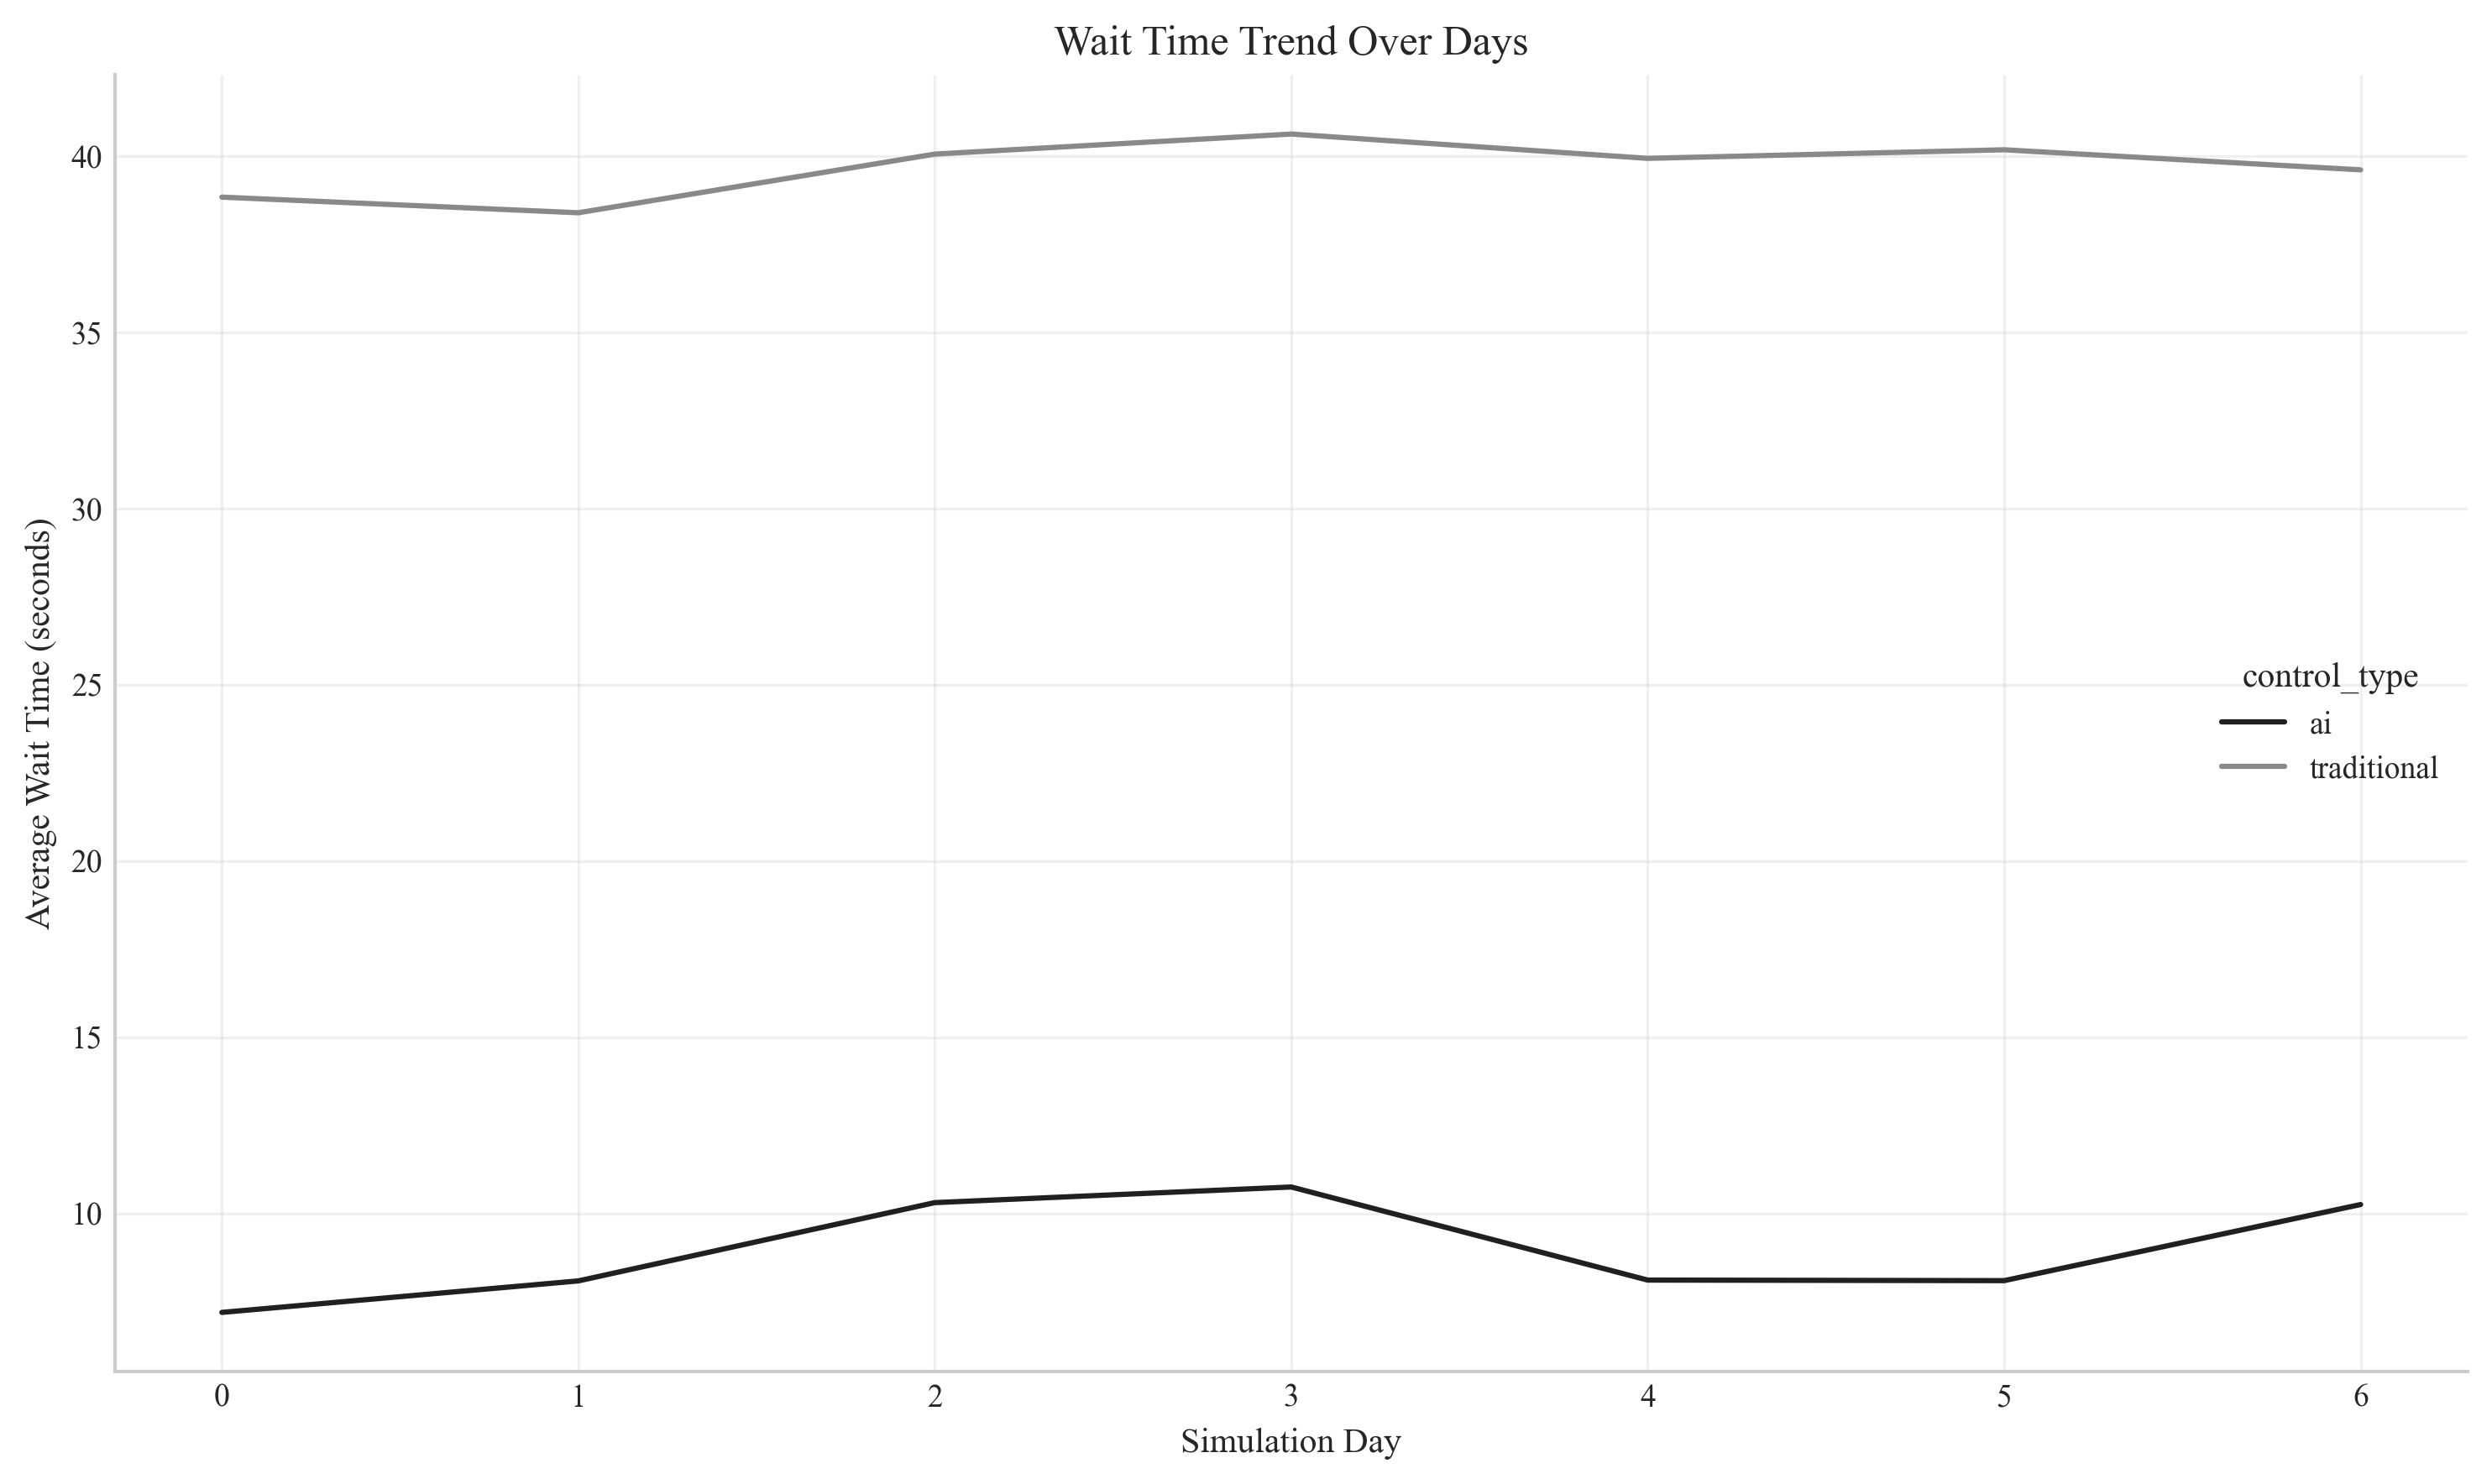 Wait Time Trend Over Days
Average Wait Time (seconds)
40
35
30
25
20
15
10
control_type
ai
traditional
0 1 2 3 4 5 6
Simulation Day